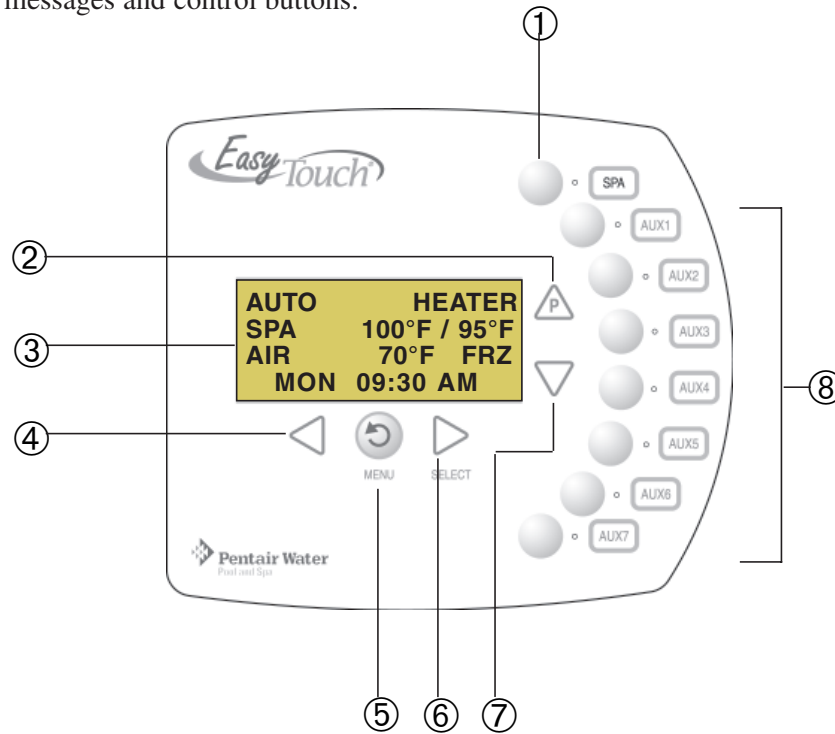 messages and control buttons.
①
Easy Touch®
SPA
AUX1
②
AUX2
P
AUTO HEATER
SPA 100°F / 95°F
AIR 70°F FRZ
MON 09:30 AM
③
AUX3
AUX4
⑧
④
AUX5
MENU
SELECT
AUX6
AUX7
Pentair Water
Pool and Spa
⑤
⑥
⑦